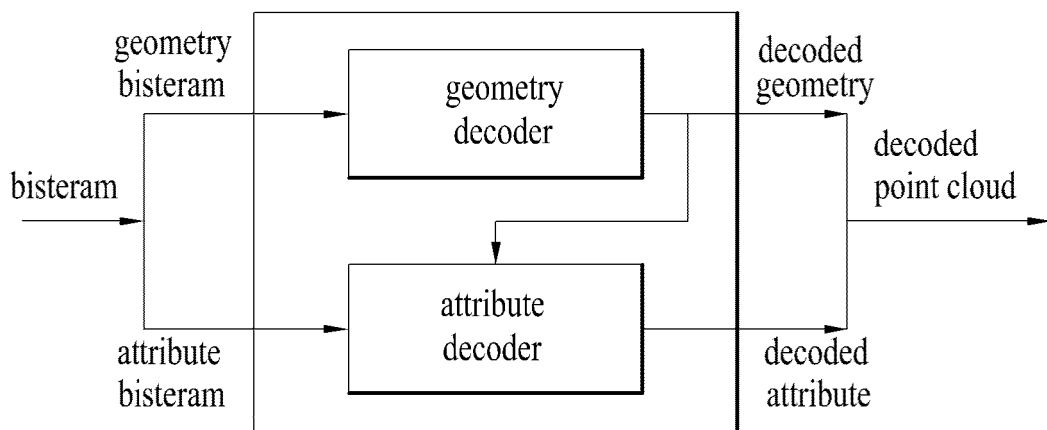 geometry
bisteram
geometry
decoder
decoded
geometry
bisteram
decoded
point cloud
attribute
decoder
attribute
bisteram
decoded
attribute